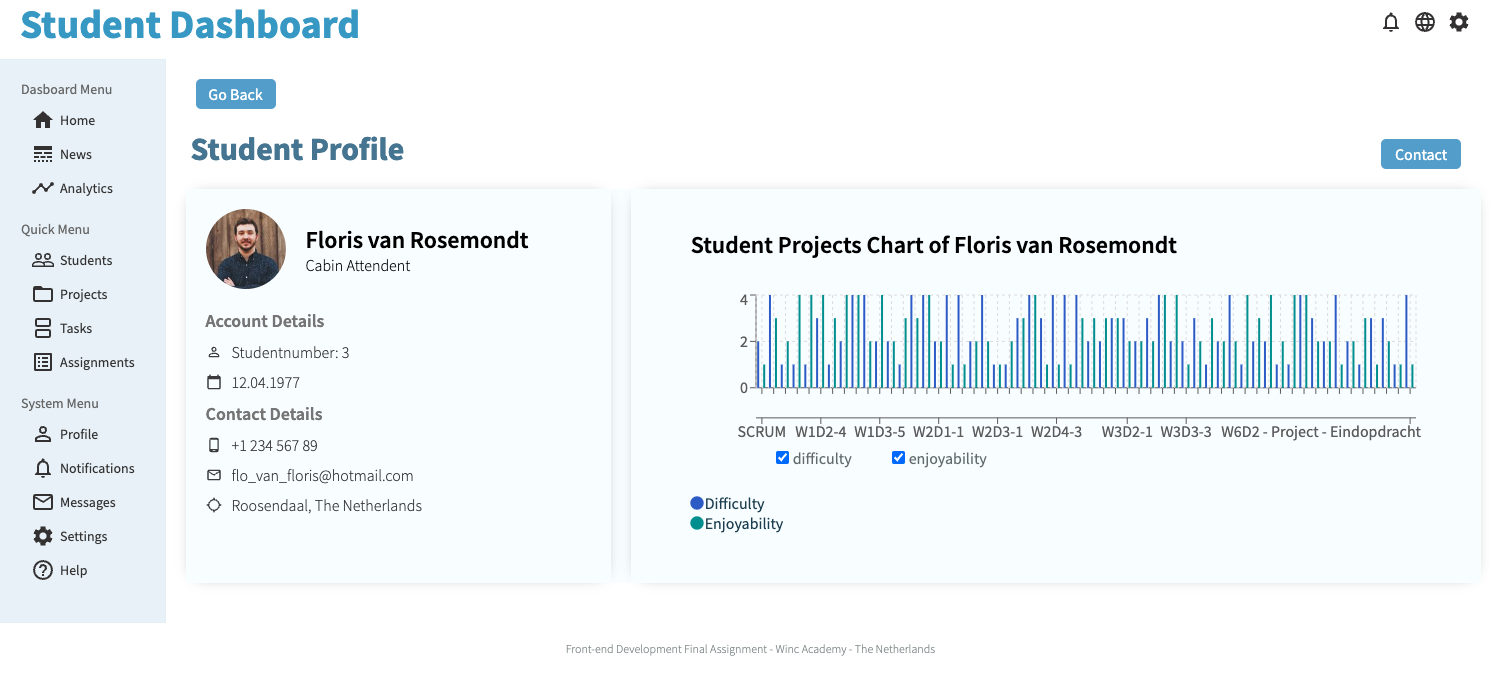 Student Dashboard
Dasboard Menu
Home
News
Analytics
Quick Menu
Students
Projects
Tasks
Assignments
System Menu
Profile
Notifications
Messages
Settings
Help
Go Back
Student Profile
Contact
Floris van Rosemondt
Cabin Attendent
Account Details
Studentnumber: 3
12.04.1977
Contact Details
+1 234 567 89
flo_van_floris@hotmail.com
Roosendaal, The Netherlands
Student Projects Chart of Floris van Rosemondt
4
2
0
SCRUM W1D2-4 W1D3-5 W2D1-1 W2D3-1 W2D4-3 W3D2-1 W3D3-3 W6D2 - Project - Eindopdracht
difficulty enjoyability
Difficulty
Enjoyability
Front-end Development Final Assignment - Winc Academy - The Netherlands